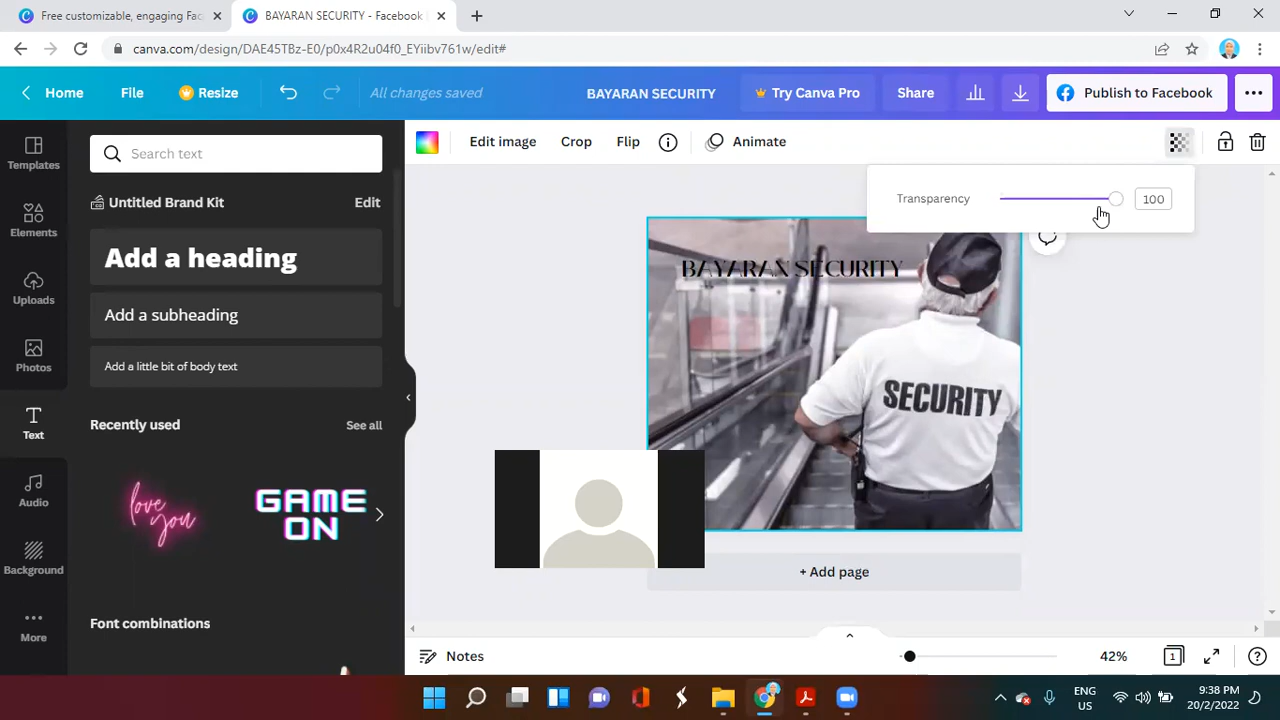 Free customizable, engaging Fac
BAYARAN SECURITY - Facebook
canva.com/design/DAE45TBz-E0/p0x4R2u04f0_EYiibv761w/edit#
Home
File
Resize
All changes saved
BAYARAN SECURITY
Try Canva Pro
Share
Publish to Facebook
Templates
Elements
Uploads
Photos
Text
Audio
Background
More
Search text
Untitled Brand Kit
Edit
Add a heading
Add a subheading
Add a little bit of body text
Recently used
See all
love
you
GAME
ON
Font combinations
Edit image
Crop
Flip
Animate
Transparency
100
BAYARAN SECURITY
SECURITY
+ Add page
Notes
42%
1
ENG
US
9:38 PM
20/2/2022